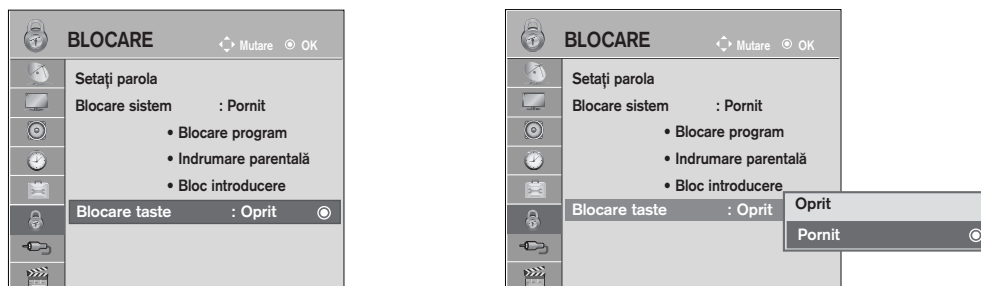 BLOCARE Mutare OK
Setați parola
Blocare sistem : Pornit
• Blocare program
• Indrumare parentală
• Bloc introducere
Blocare taste : Oprit
BLOCARE Mutare OK
Setați parola
Blocare sistem : Pornit
• Blocare program
• Indrumare parentală
• Bloc introducere
Blocare taste : Oprit
Oprit
Pornit